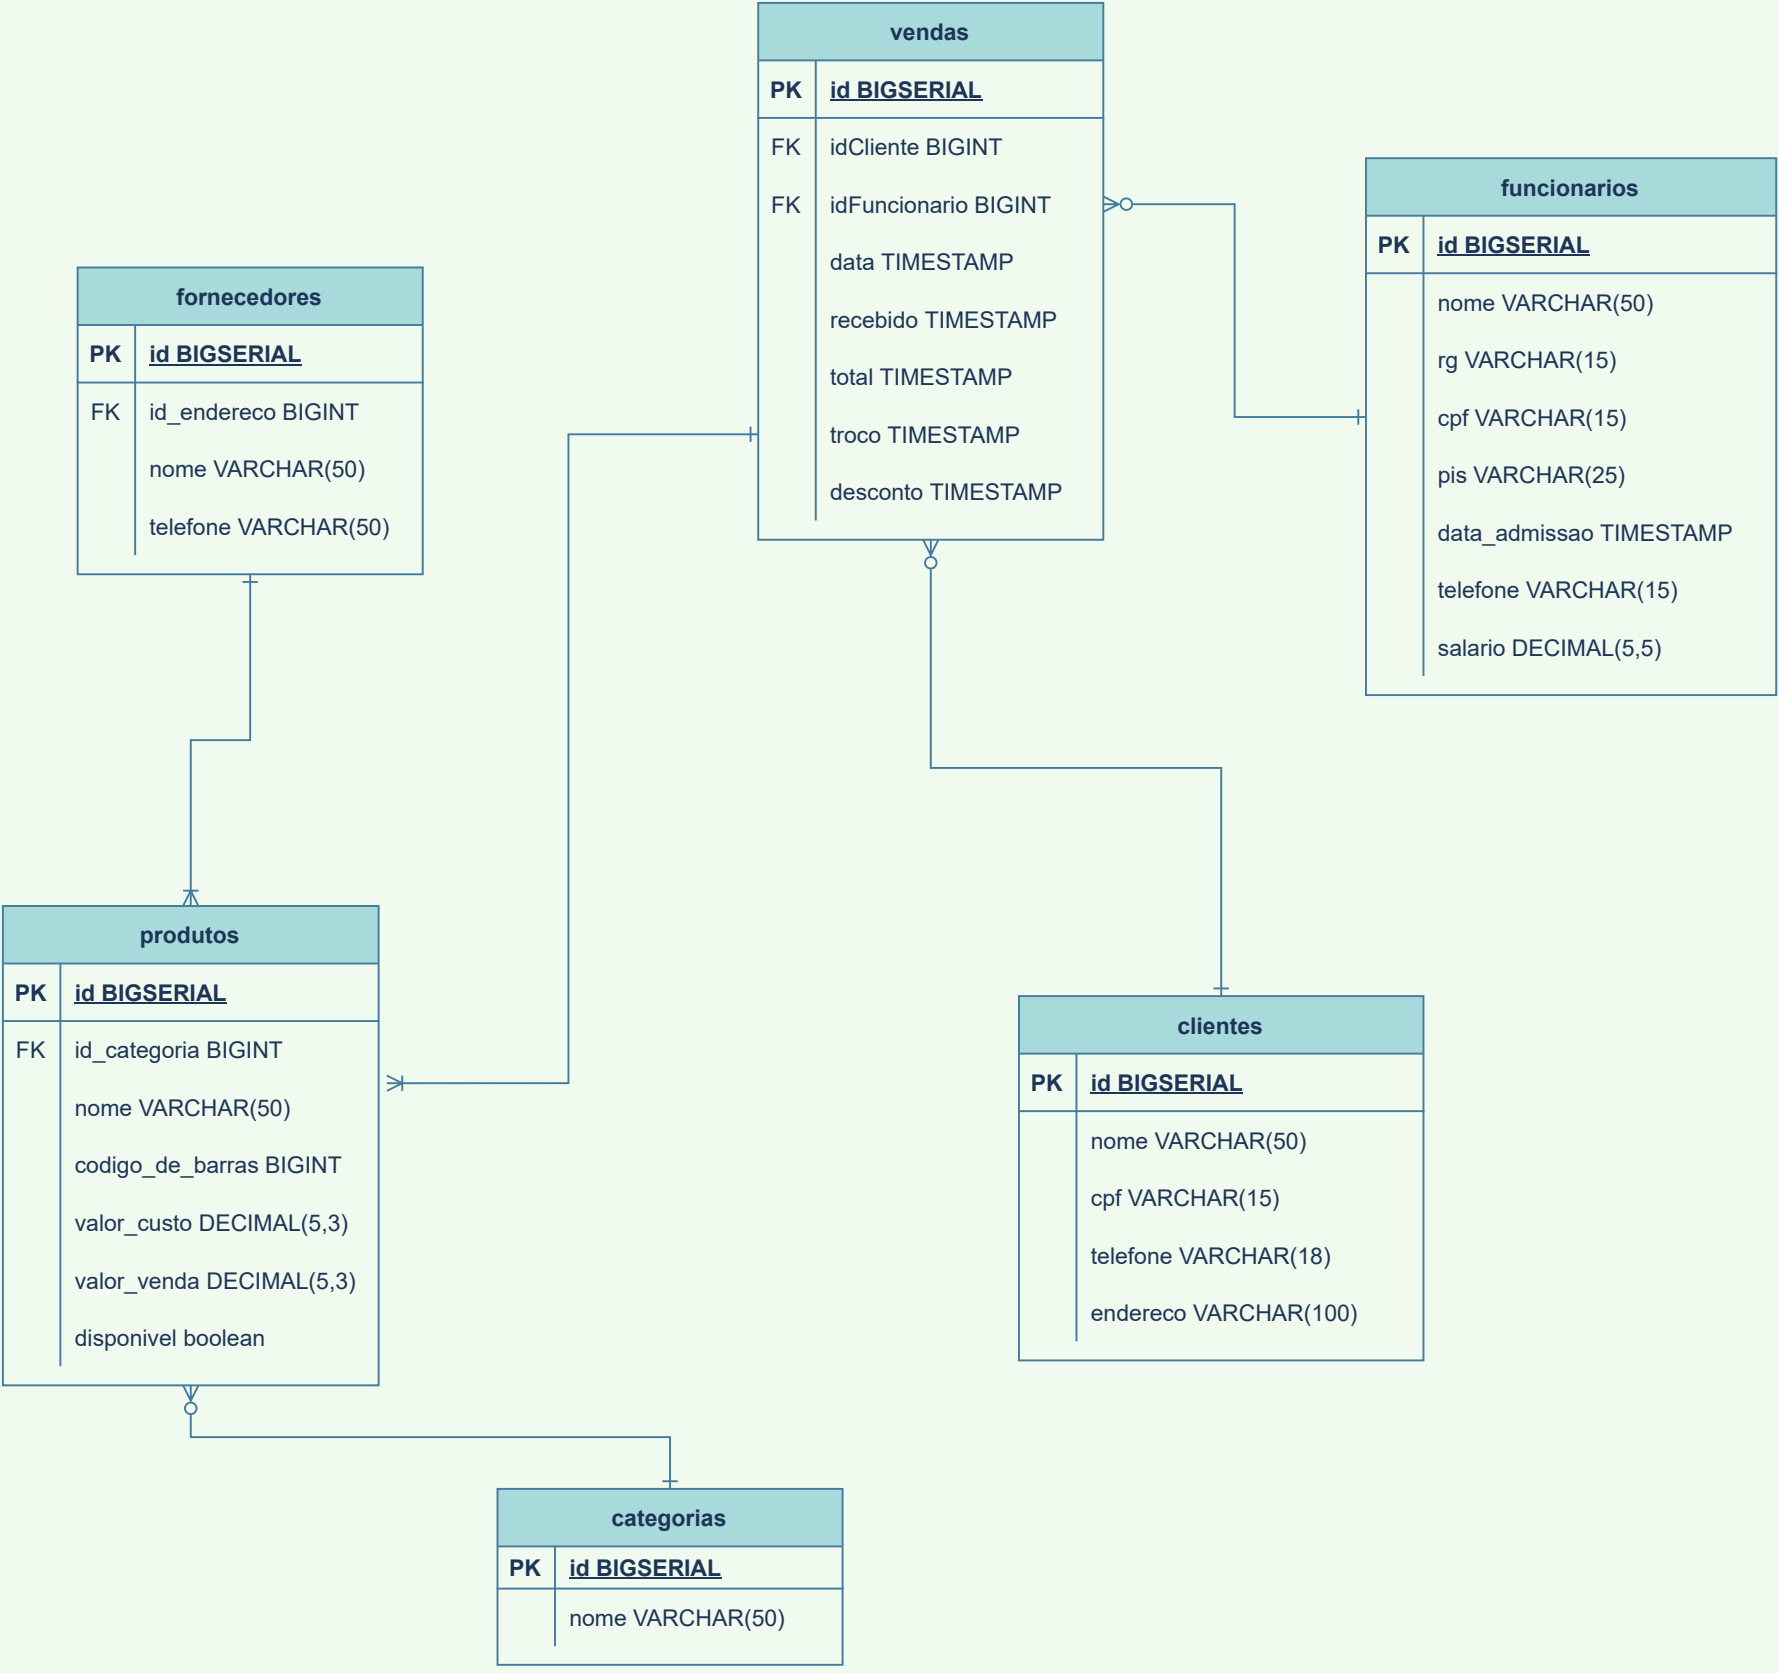 vendas
PK id BIGSERIAL
FK idCliente BIGINT
FK idFuncionario BIGINT
data TIMESTAMP
recebido TIMESTAMP
total TIMESTAMP
troco TIMESTAMP
desconto TIMESTAMP
funcionarios
PK id BIGSERIAL
nome VARCHAR(50)
rg VARCHAR(15)
cpf VARCHAR(15)
pis VARCHAR(25)
data_admissao TIMESTAMP
telefone VARCHAR(15)
salario DECIMAL(5,5)
fornecedores
PK id BIGSERIAL
FK id_endereco BIGINT
nome VARCHAR(50)
telefone VARCHAR(50)
produtos
PK id BIGSERIAL
FK id_categoria BIGINT
nome VARCHAR(50)
codigo_de_barras BIGINT
valor_custo DECIMAL(5,3)
valor_venda DECIMAL(5,3)
disponivel boolean
clientes
PK id BIGSERIAL
nome VARCHAR(50)
cpf VARCHAR(15)
telefone VARCHAR(18)
endereco VARCHAR(100)
categorias
PK id BIGSERIAL
nome VARCHAR(50)